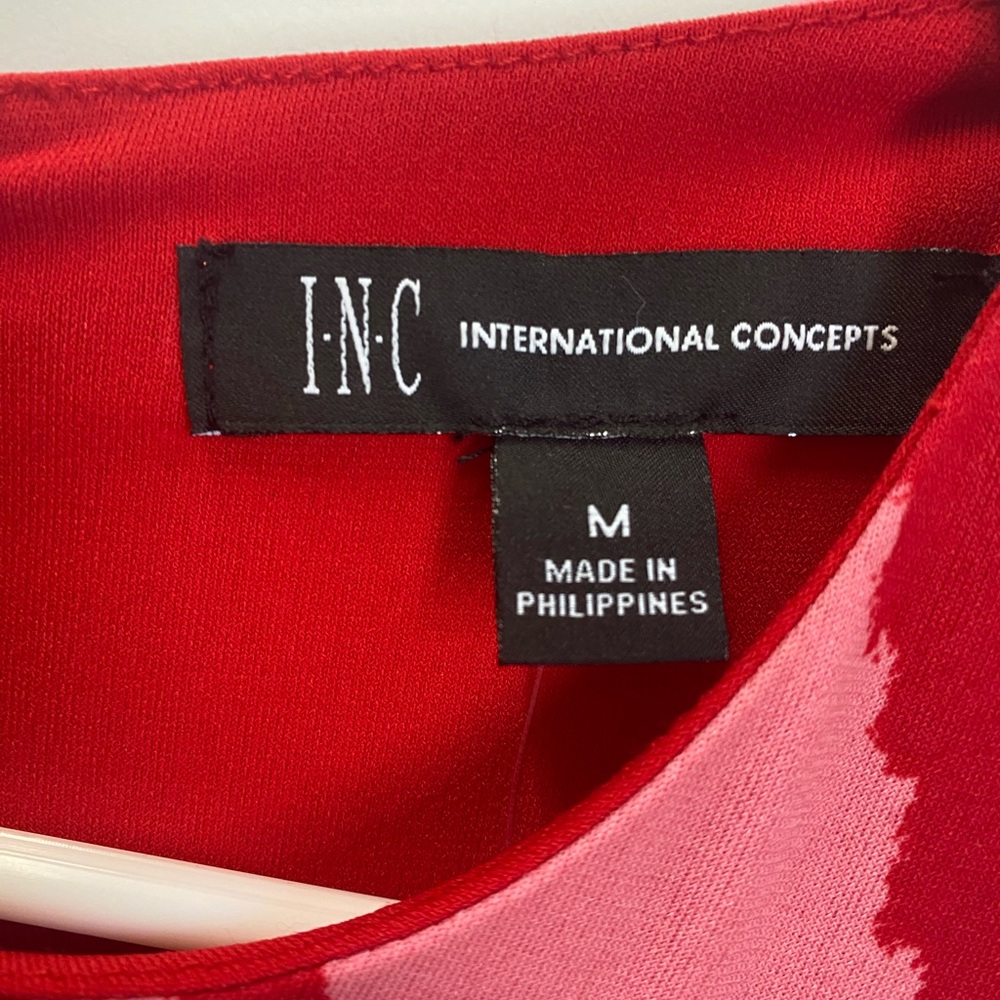 I·N·C INTERNATIONAL CONCEPTS
M
MADE IN
PHILIPPINES